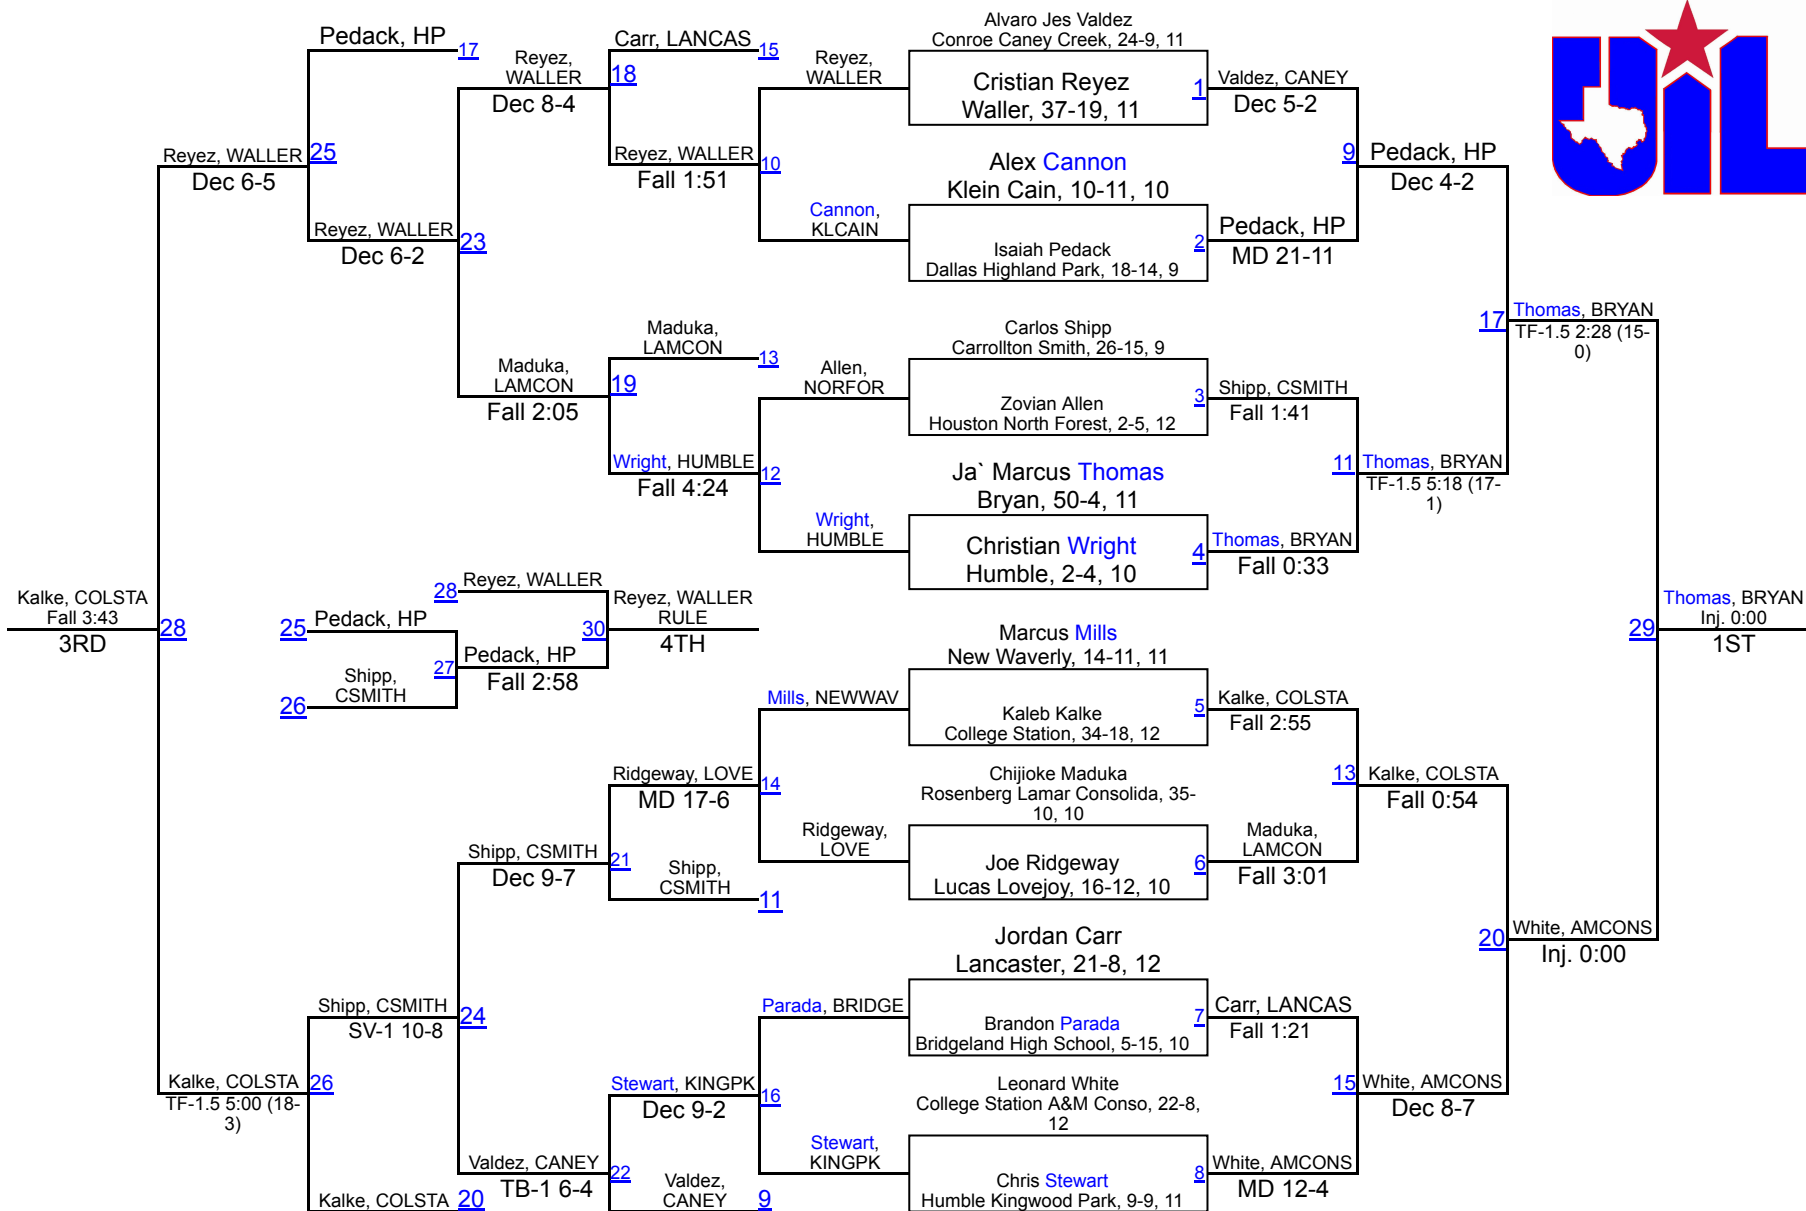 Pedack, HP
17
Reyez,
WALLER
Dec 8-4
18
Carr, LANCAS
15
Reyez,
WALLER
Alvaro Jes Valdez
Conroe Caney Creek, 24-9, 11
Cristian Reyez
Waller, 37-19, 11
1
Valdez, CANEY
Dec 5-2
UIL
Reyez, WALLER
Dec 6-5
25
Reyez, WALLER
Fall 1:51
10
Alex Cannon
Klein Cain, 10-11, 10
9
Pedack, HP
Dec 4-2
Reyez, WALLER
Dec 6-2
23
Cannon,
KLCAIN
Isaiah Pedack
Dallas Highland Park, 18-14, 9
2
Pedack, HP
MD 21-11
Maduka,
LAMCON
Fall 2:05
19
Maduka,
LAMCON
13
Allen,
NORFOR
Carlos Shipp
Carrollton Smith, 26-15, 9
Zovian Allen
Houston North Forest, 2-5, 12
3
Shipp, CSMITH
Fall 1:41
17
Thomas, BRYAN
TF-1.5 2:28 (15-
0)
Wright, HUMBLE
Fall 4:24
12
Ja` Marcus Thomas
Bryan, 50-4, 11
11
Thomas, BRYAN
TF-1.5 5:18 (17-
1)
Wright,
HUMBLE
Christian Wright
Humble, 2-4, 10
4
Thomas, BRYAN
Fall 0:33
Kalke, COLSTA
Fall 3:43
3RD
28
28
Reyez, WALLER
25
Pedack, HP
30
Reyez, WALLER
RULE
4TH
27
Pedack, HP
Fall 2:58
26
Shipp,
CSMITH
29
Thomas, BRYAN
Inj. 0:00
1ST
Mills, NEWWAV
Marcus Mills
New Waverly, 14-11, 11
Kaleb Kalke
College Station, 34-18, 12
5
Kalke, COLSTA
Fall 2:55
Ridgeway, LOVE
MD 17-6
14
Chijioke Maduka
Rosenberg Lamar Consolida, 35-
10, 10
13
Kalke, COLSTA
Fall 0:54
Ridgeway,
LOVE
Joe Ridgeway
Lucas Lovejoy, 16-12, 10
6
Maduka,
LAMCON
Fall 3:01
Shipp, CSMITH
Dec 9-7
21
Shipp,
CSMITH
11
Jordan Carr
Lancaster, 21-8, 12
20
White, AMCONS
Inj. 0:00
Shipp, CSMITH
SV-1 10-8
24
Parada, BRIDGE
Brandon Parada
Bridgeland High School, 5-15, 10
7
Carr, LANCAS
Fall 1:21
Kalke, COLSTA
TF-1.5 5:00 (18-
3)
26
Stewart, KINGPK
Dec 9-2
16
Leonard White
College Station A&M Conso, 22-8,
12
15
White, AMCONS
Dec 8-7
Stewart,
KINGPK
Chris Stewart
Humble Kingwood Park, 9-9, 11
8
White, AMCONS
MD 12-4
Valdez, CANEY
TB-1 6-4
22
Valdez,
CANEY
9
Kalke, COLSTA
20